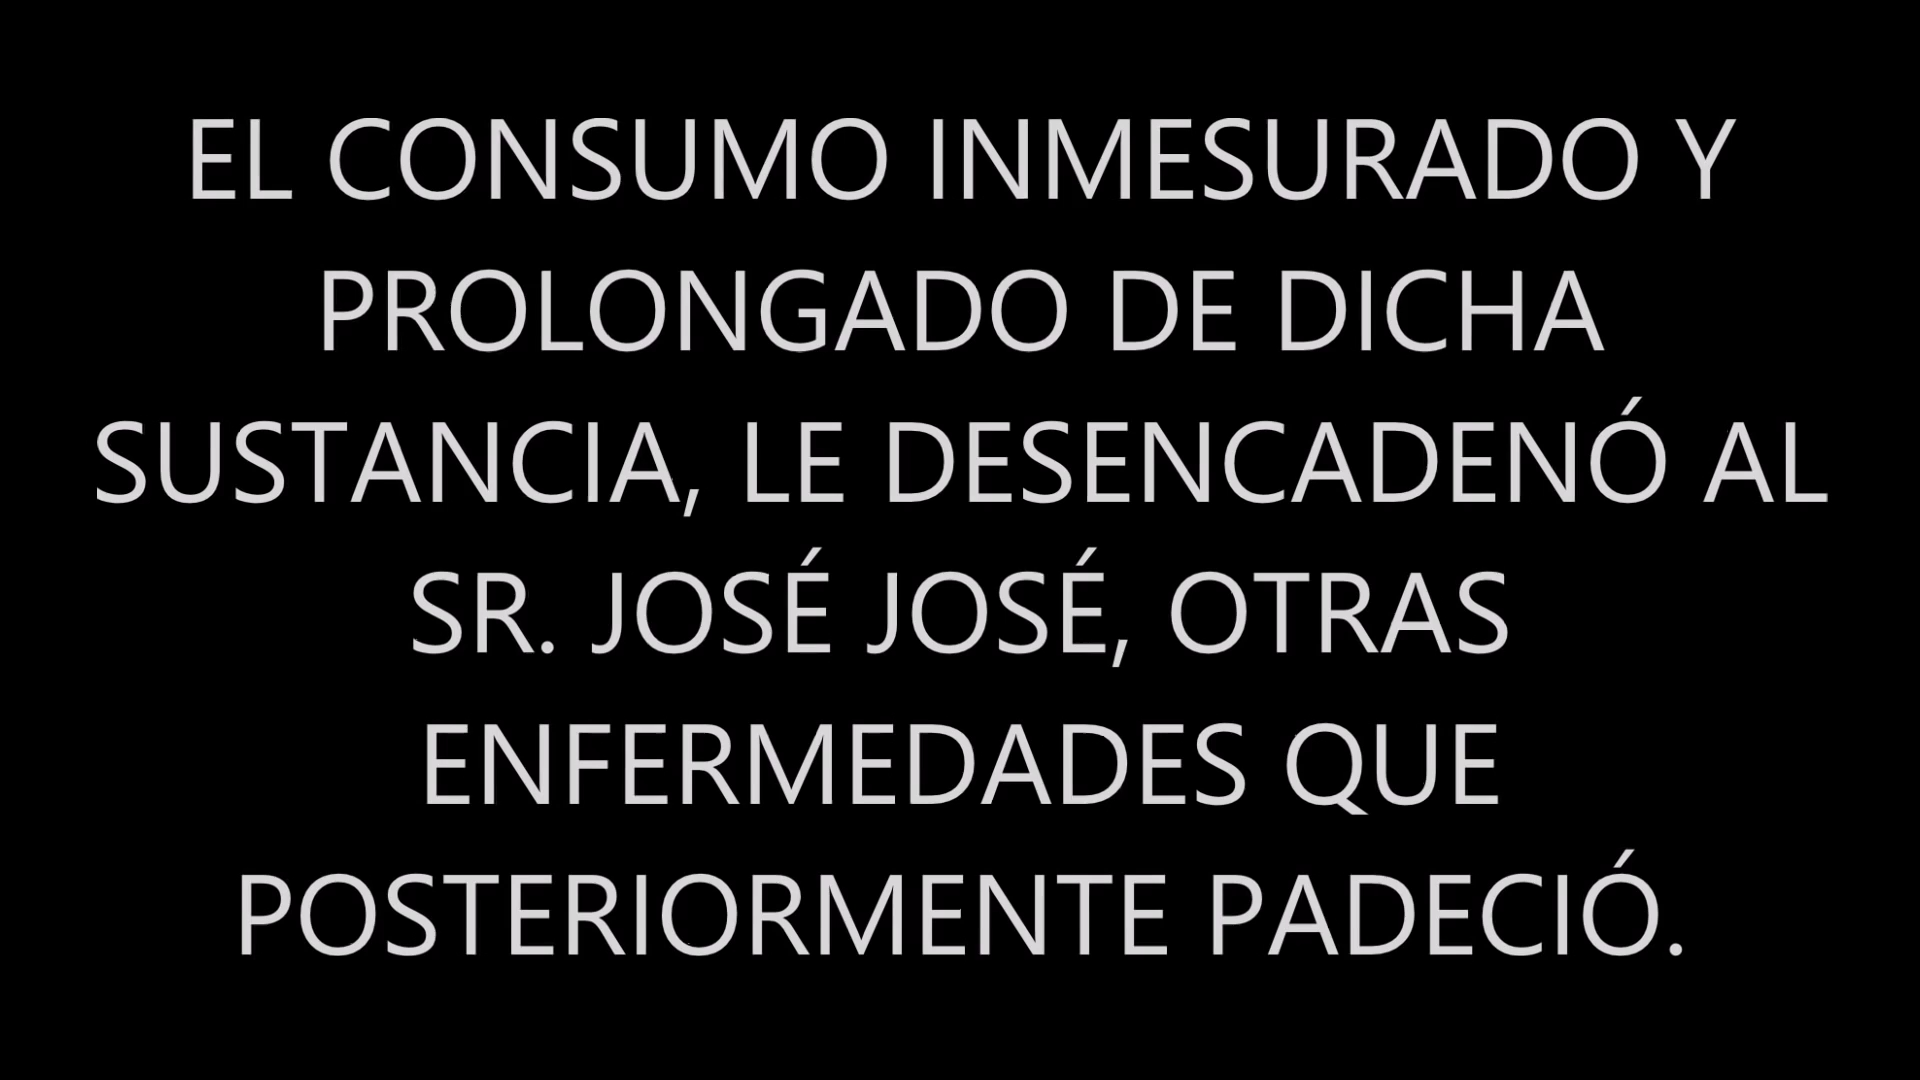 EL CONSUMO INMESURADO Y
PROLONGADO DE DICHA
SUSTANCIA, LE DESENCADENÓ AL
SR. JOSÉ JOSÉ, OTRAS
ENFERMEDADES QUE
POSTERIORMENTE PADECIÓ.